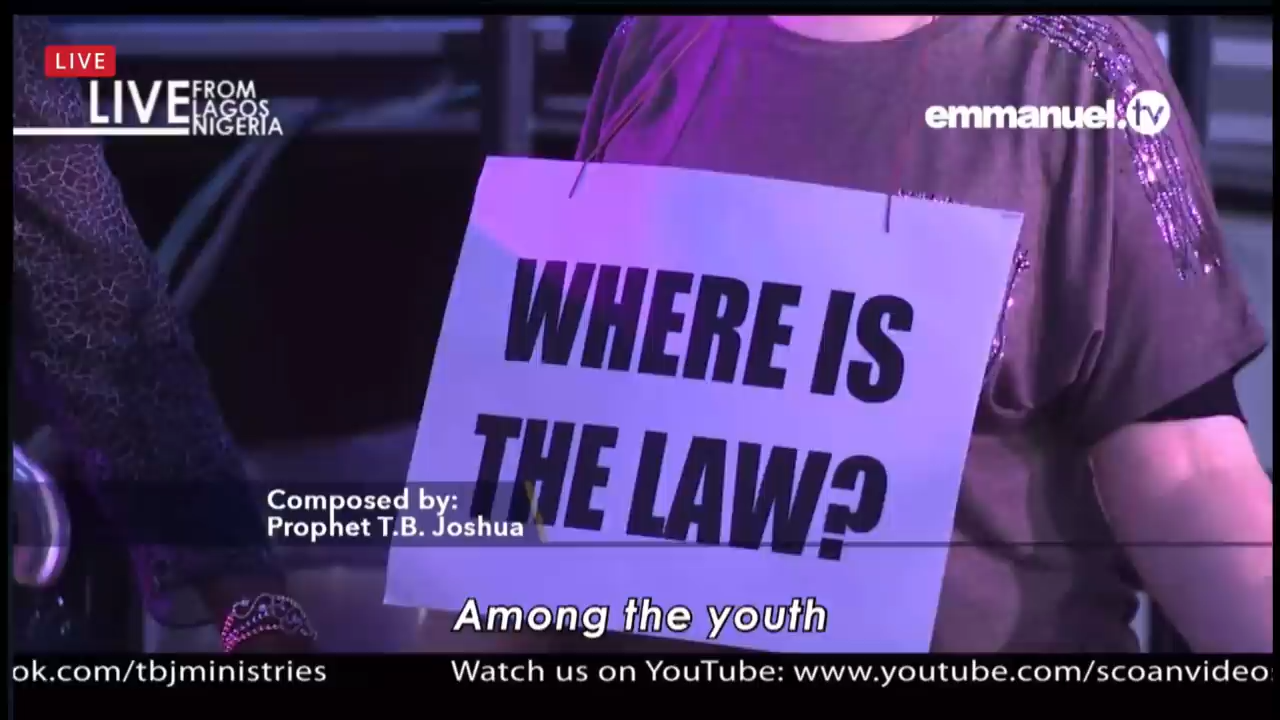 LIVE
LIVE FROM
LAGOS
NIGERIA
emmanuel.tv
WHERE IS
THE LAW?
Composed by:
Prophet T.B. Joshua
Among the youth
ok.com/tbjministries Watch us on YouTube: www.youtube.com/scoanvideo